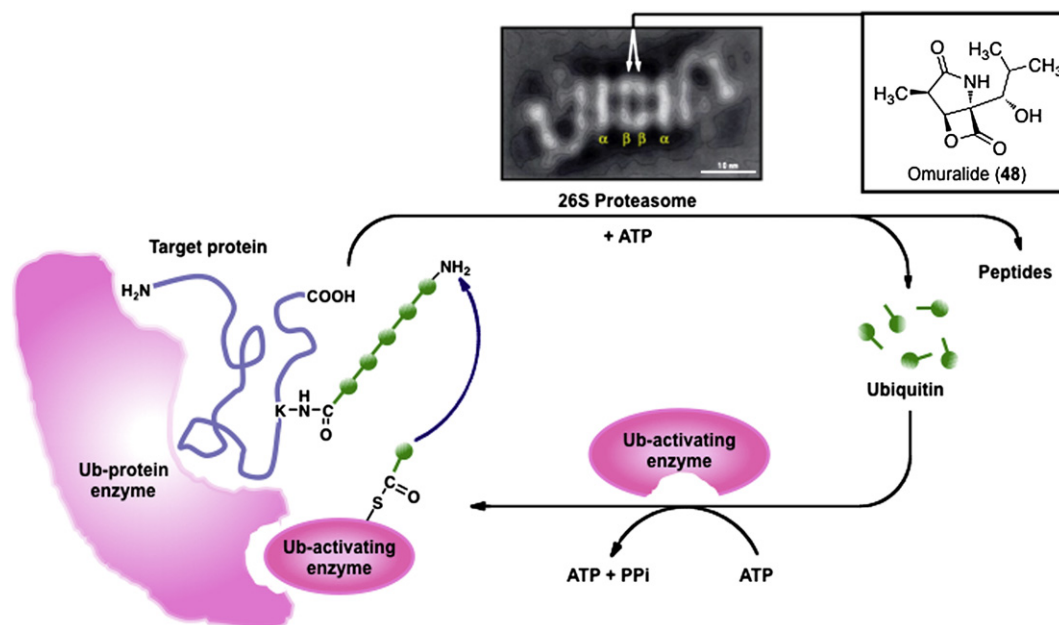 O
NH
H₃C
CH₃
H₃C
OH
O
O
Omuralide (48)
α β β α
10 nm
26S Proteasome
+ ATP
Target protein
H₂N
COOH
NH₂
Peptides
Ubiquitin
K–N–C
H
O
Ub-protein
enzyme
Ub-activating
enzyme
C
O
S
Ub-activating
enzyme
ATP + PPi
ATP